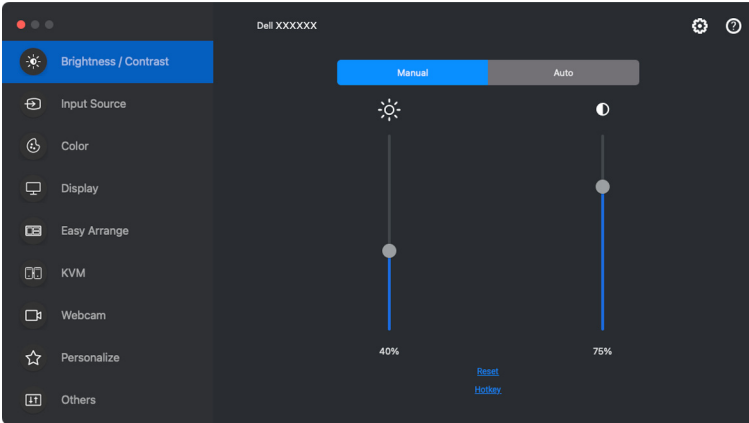 Dell XXXXXX
Brightness / Contrast
Input Source
Color
Display
Easy Arrange
KVM
Webcam
Personalize
Others
Manual
Auto
40%
75%
Reset
Hotkey